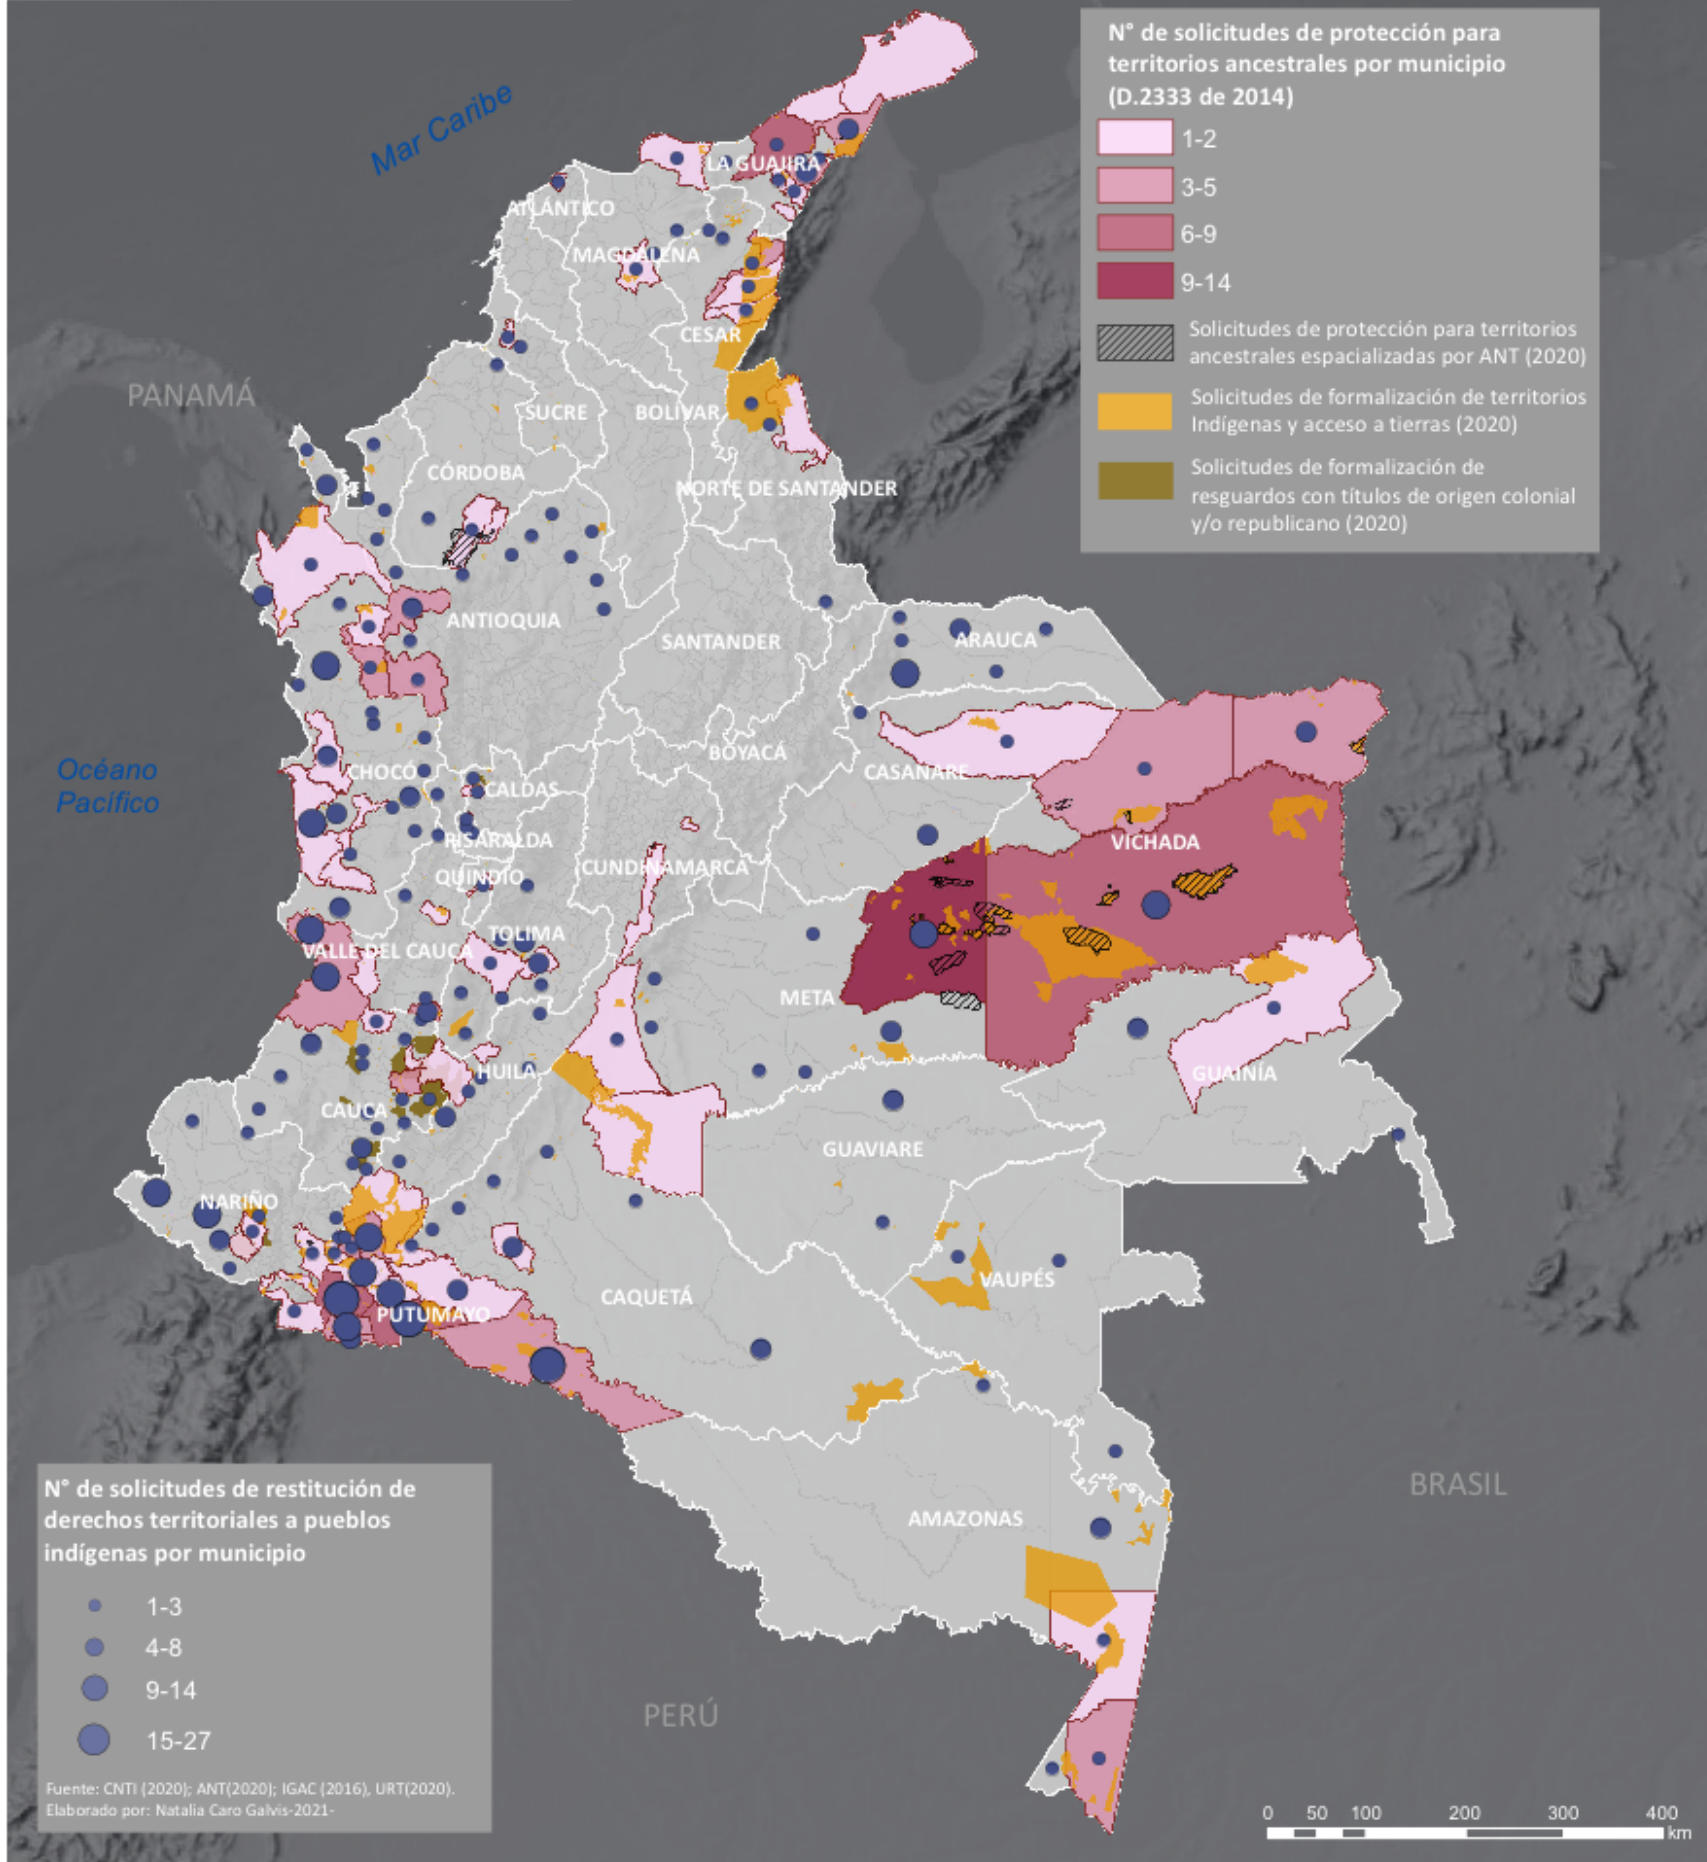 N° de solicitudes de protección para
territorios ancestrales por municipio
(D.2333 de 2014)
1-2
3-5
6-9
9-14
Solicitudes de protección para territorios
ancestrales espacializadas por ANT (2020)
Solicitudes de formalización de territorios
Indígenas y acceso a tierras (2020)
Solicitudes de formalización de
resguardos con títulos de origen colonial
y/o republicano (2020)
Mar Caribe
LA GUAJIRA
ATLÁNTICO
MAGDALENA
CESAR
PANAMÁ
SUCRE
BOLÍVAR
CÓRDOBA
NORTE DE SANTANDER
ANTIOQUIA
SANTANDER
ARAUCA
Océano
Pacífico
BOYACÁ
CHOCÓ
CASANARE
CALDAS
RISARALDA
VICHADA
CUNDINAMARCA
QUINDÍO
TOLIMA
VALLE DEL CAUCA
META
HUILA
GUAINÍA
CAUCA
GUAVIARE
NARIÑO
VAUPÉS
CAQUETÁ
PUTUMAYO
BRASIL
AMAZONAS
PERÚ
N° de solicitudes de restitución de
derechos territoriales a pueblos
indígenas por municipio
1-3
4-8
9-14
15-27
Fuente: CNTI (2020); ANT(2020); IGAC (2016), URT(2020).
Elaborado por: Natalia Caro Galvis-2021-
0 50 100 200 300 400
km